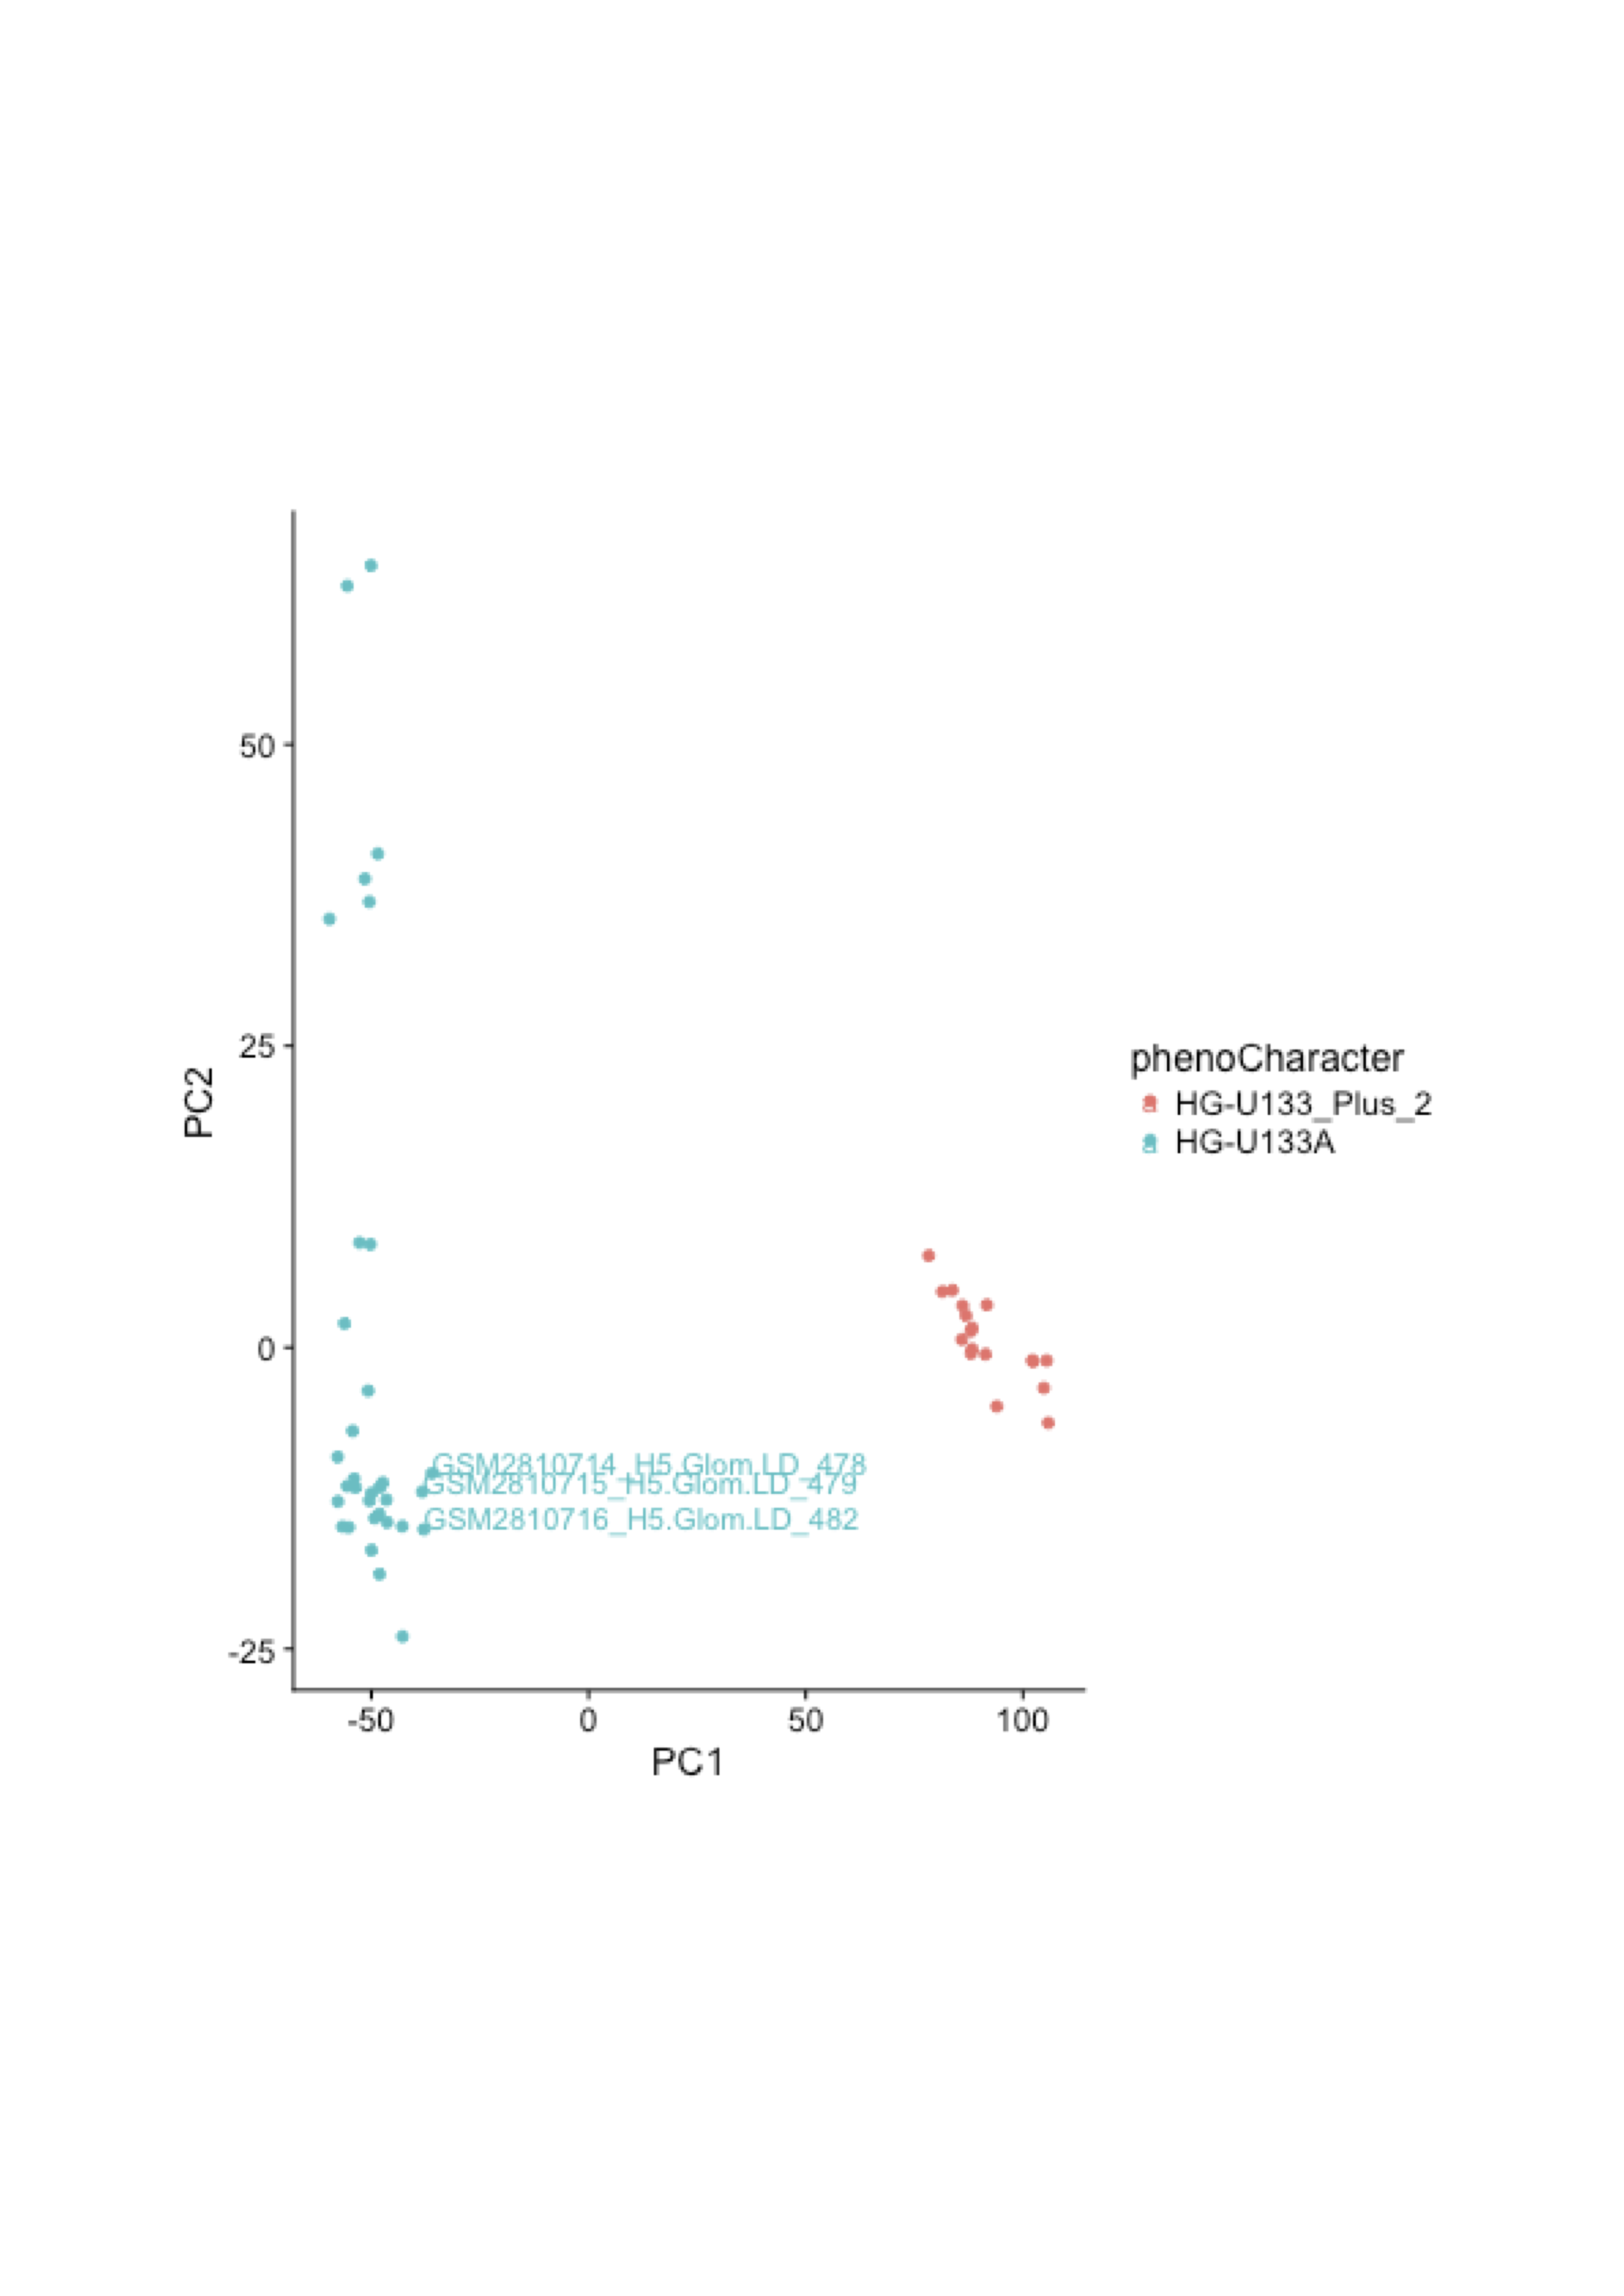 50
25
0
-25
PC2
-50
0
50
100
PC1
GSM2810714_H5.Glom.LD_478
GSM2810715_H5.Glom.LD_479
GSM2810716_H5.Glom.LD_482
phenoCharacter
HG-U133_Plus_2
HG-U133A